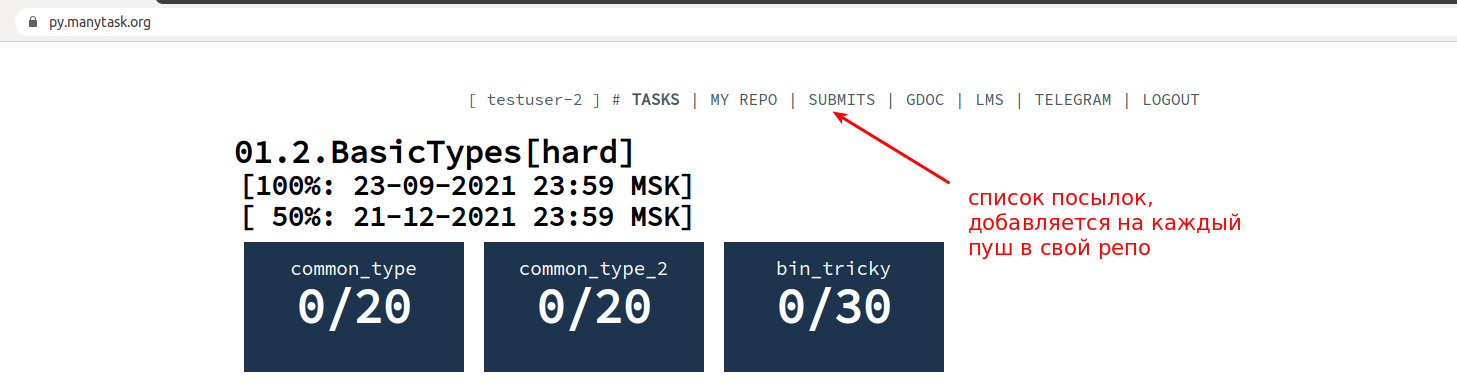 py.manytask.org
[ testuser-2 ] # TASKS | MY REPO | SUBMITS | GDOC | LMS | TELEGRAM | LOGOUT
01.2.BasicTypes[hard]
[100%: 23-09-2021 23:59 MSK]
[ 50%: 21-12-2021 23:59 MSK]
список посылок,
добавляется на каждый
пуш в свой репо
common_type
0/20
common_type_2
0/20
bin_tricky
0/30